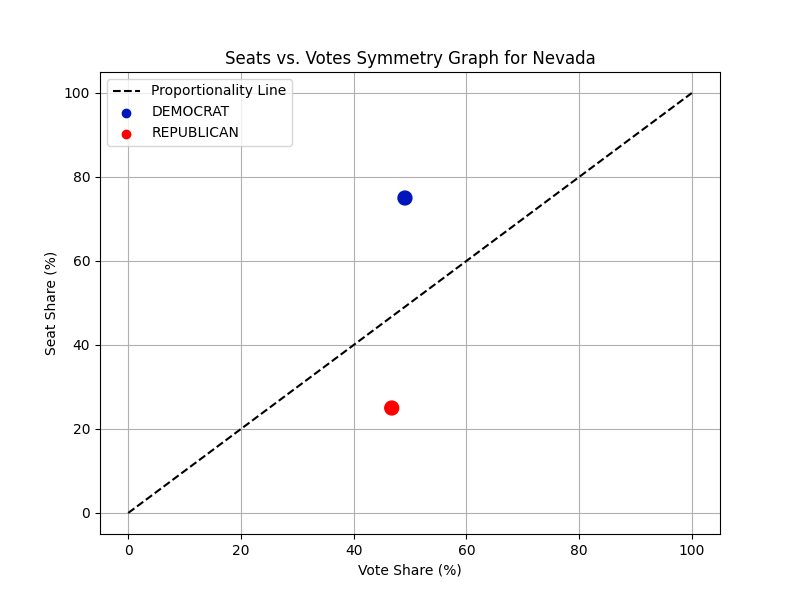 Seats vs. Votes Symmetry Graph for Nevada
Proportionality Line
DEMOCRAT
REPUBLICAN
100
80
60
40
20
0
Seat Share (%)
0 20 40 60 80 100
Vote Share (%)